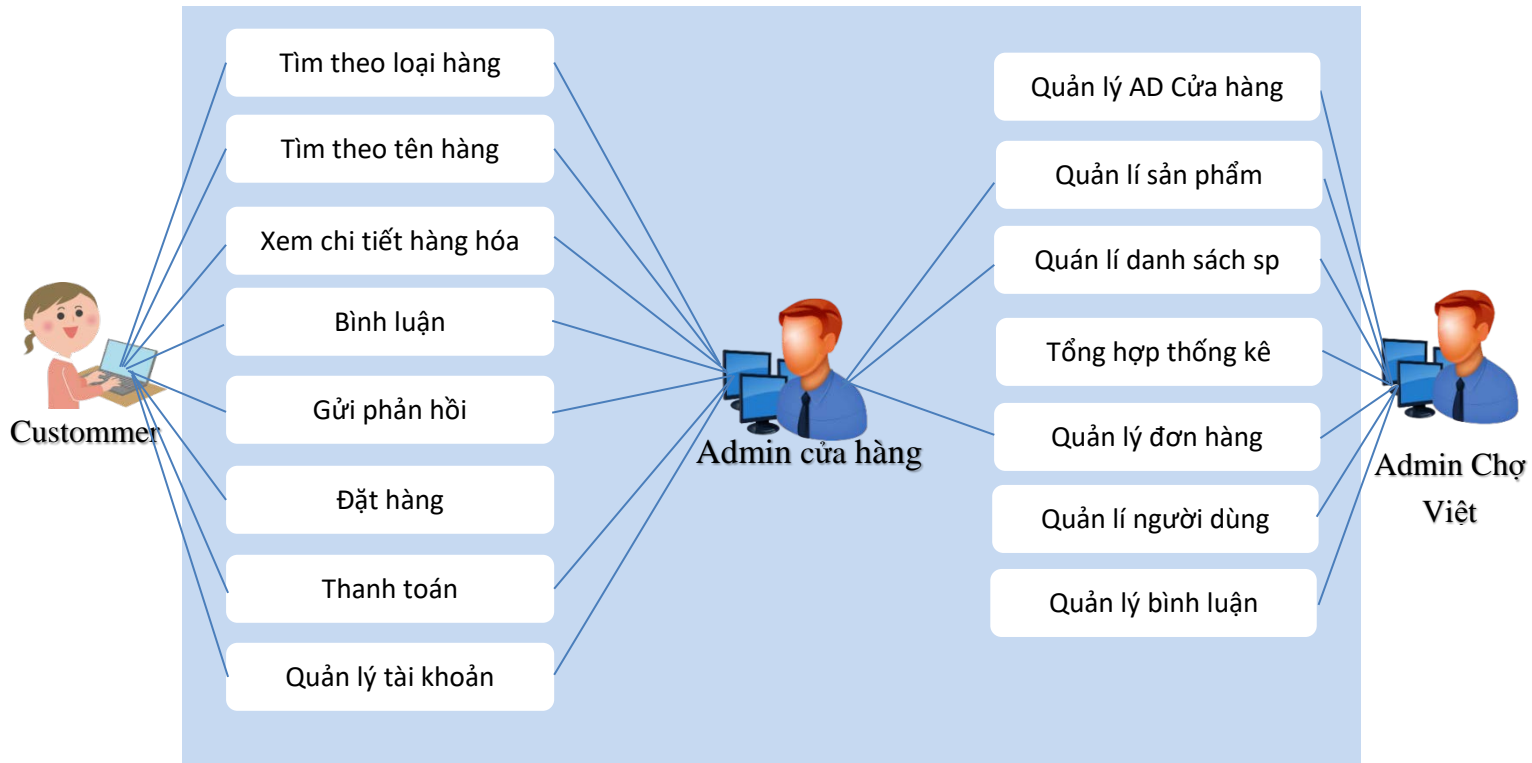 Tìm theo loại hàng
Tìm theo tên hàng
Xem chi tiết hàng hóa
Bình luận
Gửi phản hồi
Đặt hàng
Thanh toán
Quản lý tài khoản
Custommer
Admin cửa hàng
Quản lý AD Cửa hàng
Quản lí sản phẩm
Quán lí danh sách sp
Tổng hợp thống kê
Quản lý đơn hàng
Quản lí người dùng
Quản lý bình luận
Admin Chợ
Việt